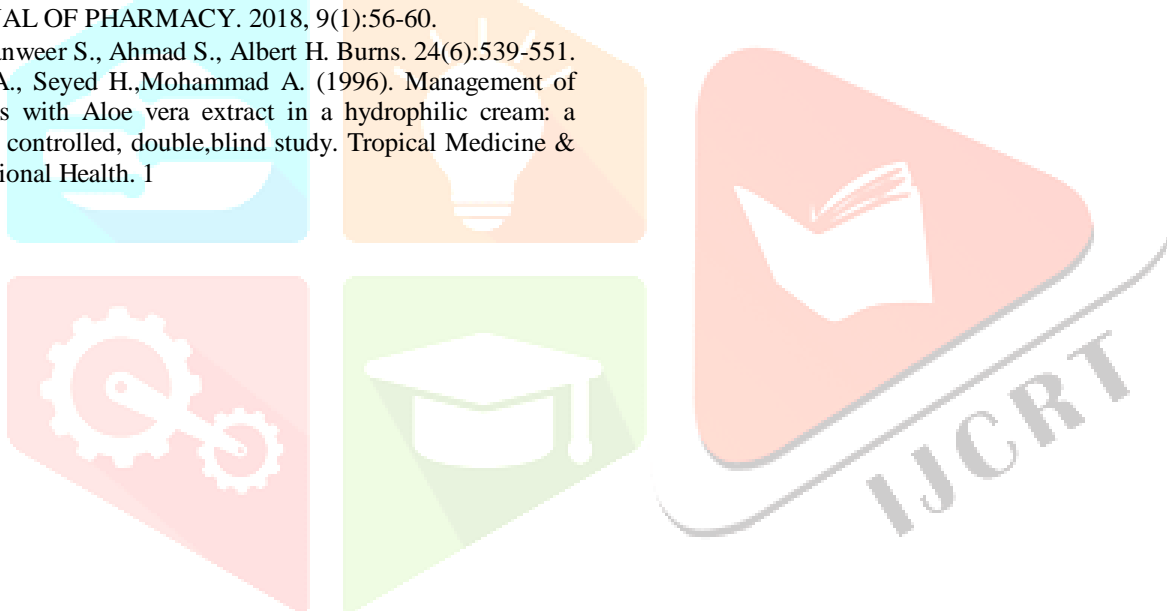 NAL OF PHARMACY. 2018, 9(1):56-60.
anweer S., Ahmad S., Albert H. Burns. 24(6):539-551.
A., Seyed H.,Mohammad A. (1996). Management of
s with Aloe vera extract in a hydrophilic cream: a
controlled, double,blind study. Tropical Medicine &
ional Health. 1
IJCRT